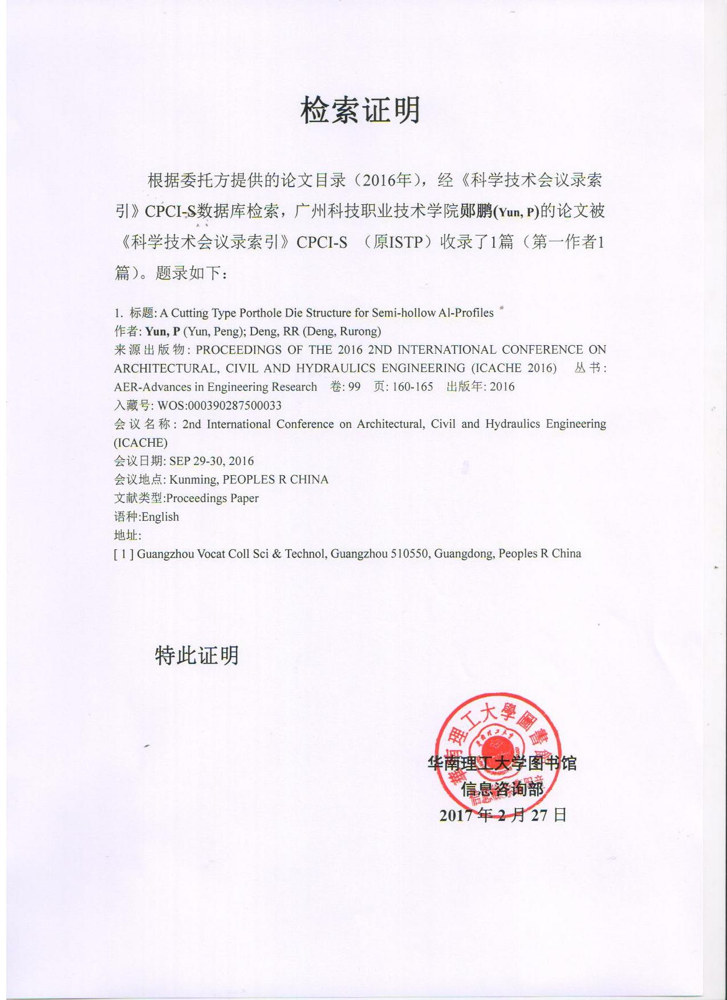 检索证明
根据委托方提供的论文目录（2016年），经《科学技术会议录索
引》CPCI-S数据库检索，广州科技职业技术学院郧鹏(Yun, P)的论文被
《科学技术会议录索引》CPCI-S （原ISTP）收录了1篇（第一作者1
篇）。题录如下：
1. 标题: A Cutting Type Porthole Die Structure for Semi-hollow Al-Profiles
作者: Yun, P (Yun, Peng); Deng, RR (Deng, Rurong)
来源出版物: PROCEEDINGS OF THE 2016 2ND INTERNATIONAL CONFERENCE ON
ARCHITECTURAL, CIVIL AND HYDRAULICS ENGINEERING (ICACHE 2016) 丛书:
AER-Advances in Engineering Research 卷: 99 页: 160-165 出版年: 2016
入藏号: WOS:000390287500033
会议名称: 2nd International Conference on Architectural, Civil and Hydraulics Engineering
(ICACHE)
会议日期: SEP 29-30, 2016
会议地点: Kunming, PEOPLES R CHINA
文献类型:Proceedings Paper
语种:English
地址:
[ 1 ] Guangzhou Vocat Coll Sci & Technol, Guangzhou 510550, Guangdong, Peoples R China
特此证明
華南理工大學圖書館
华南理工大学图书馆
信息咨询部
2017 年 2 月 27 日